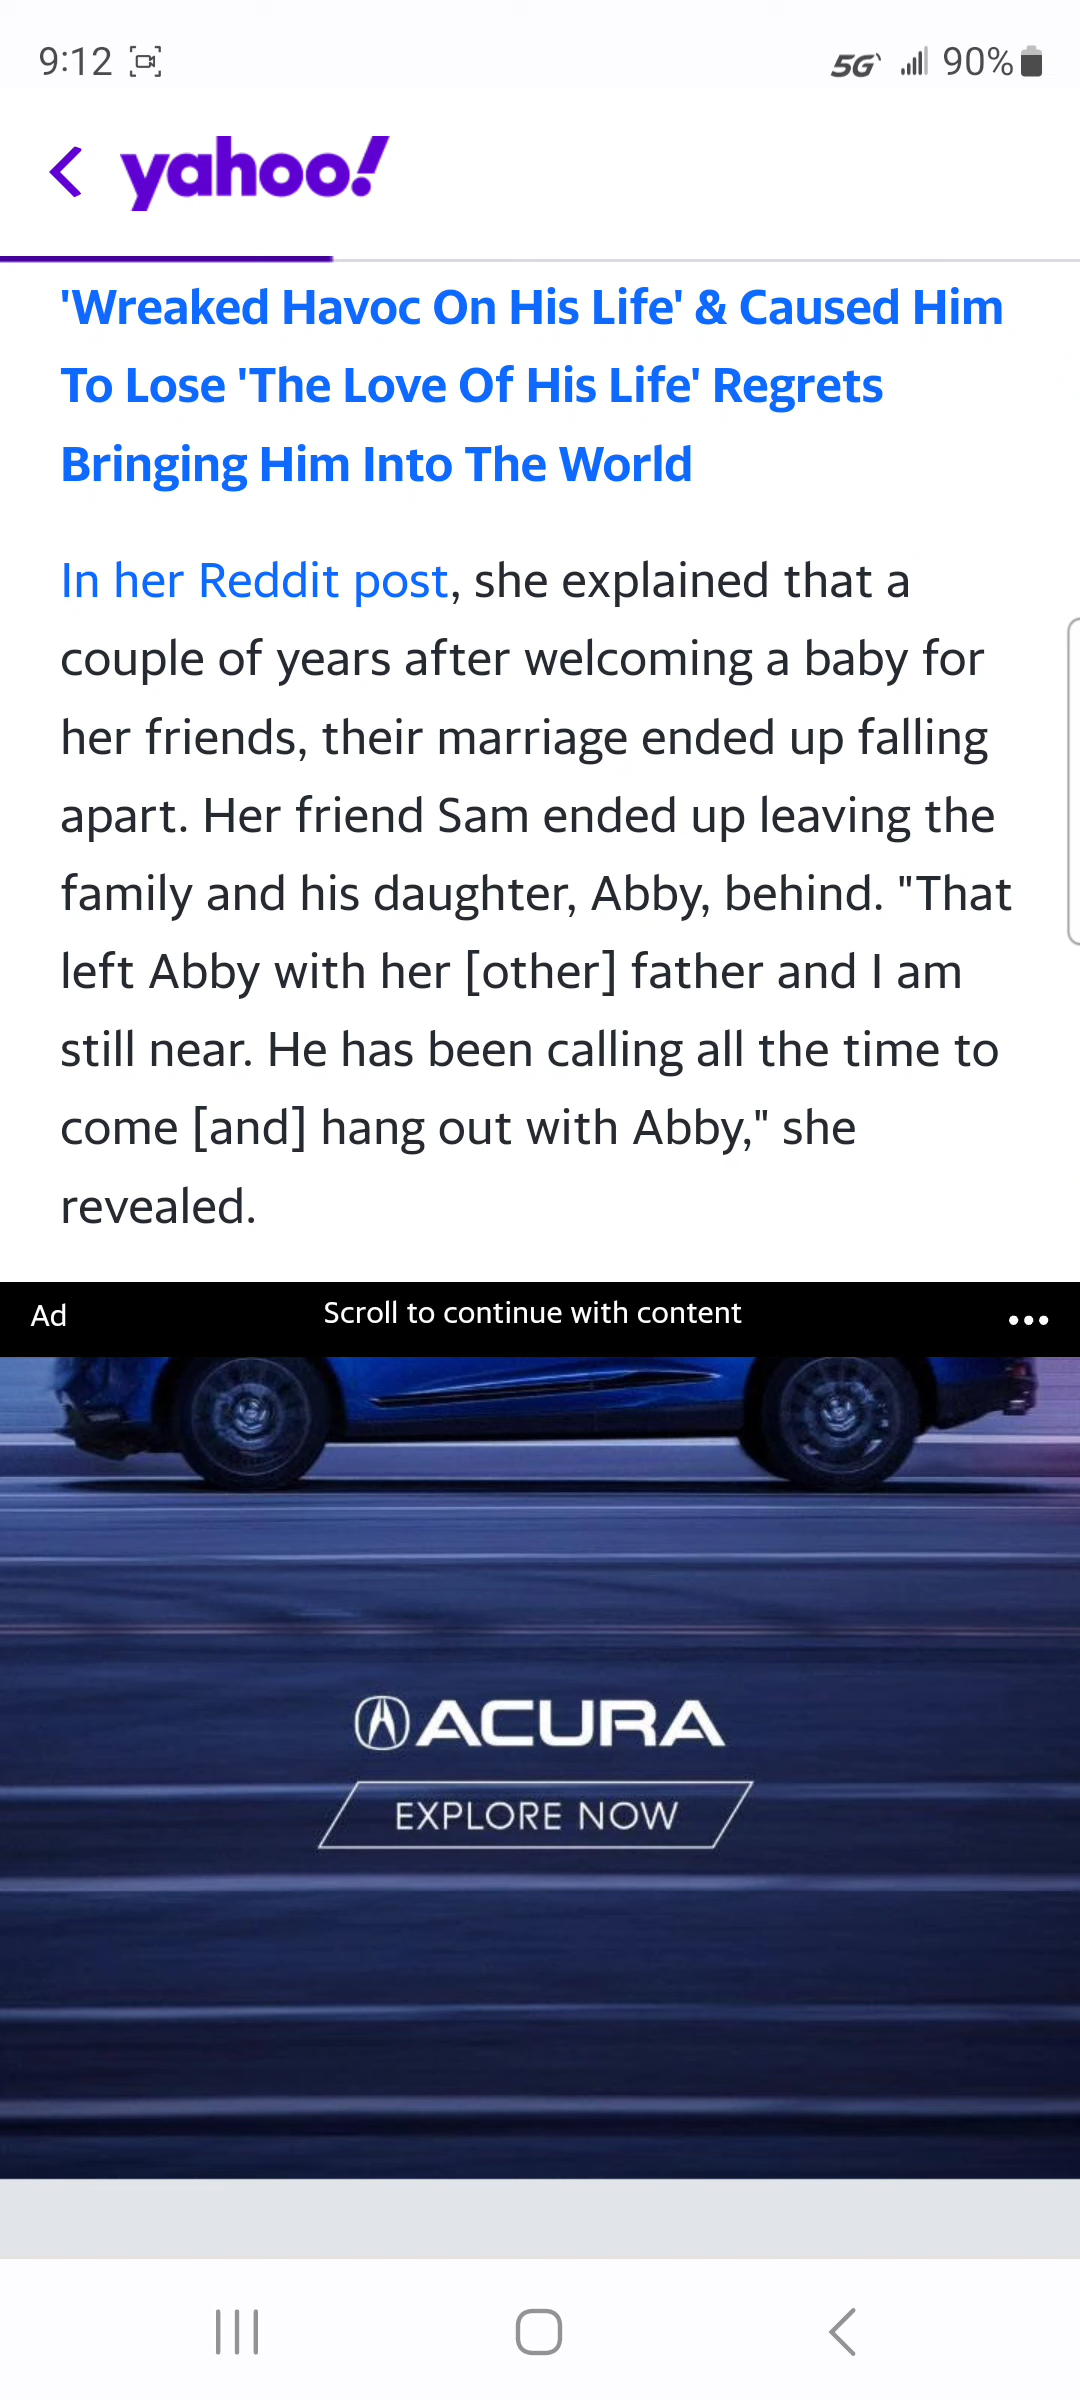 9:12
5G 90%
yahoo!
'Wreaked Havoc On His Life' & Caused Him
To Lose 'The Love Of His Life' Regrets
Bringing Him Into The World
In her Reddit post, she explained that a
couple of years after welcoming a baby for
her friends, their marriage ended up falling
apart. Her friend Sam ended up leaving the
family and his daughter, Abby, behind. "That
left Abby with her [other] father and I am
still near. He has been calling all the time to
come [and] hang out with Abby," she
revealed.
Ad Scroll to continue with content
ACURA
EXPLORE NOW